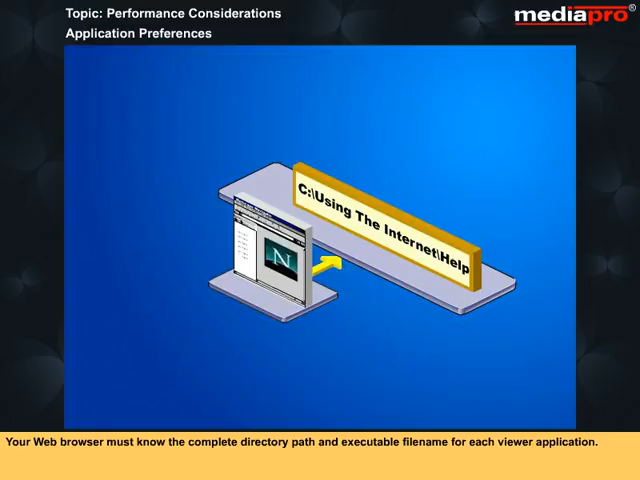 Topic: Performance Considerations
Application Preferences
mediapro®
C:\Using The Internet\Help
N
Your Web browser must know the complete directory path and executable filename for each viewer application.